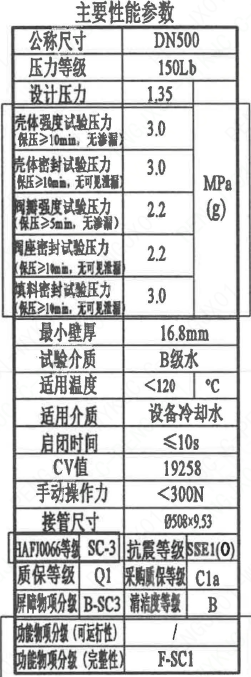 主要性能参数
公称尺寸 DN500
压力等级 150Lb
设计压力 1.35
壳体强度试验压力
(保压≥10min, 无渗漏) 3.0
壳体密封试验压力
(保压≥10min, 无可见泄漏) 3.0
MPa
(g)
阀瓣强度试验压力
(保压≥5min, 无渗漏) 2.2
阀座密封试验压力
(保压≥10min, 无可见泄漏) 2.2
填料密封试验压力
(保压≥10min, 无可见泄漏) 3.0
最小壁厚 16.8mm
试验介质 B级水
适用温度 <120 ℃
适用介质 设备冷却水
启闭时间 ≤10s
CV值 19258
手动操作力 <300N
接管尺寸 Ø508×9.53
HAFJ0066等级 SC-3 抗震等级 SSE1(O)
质保等级 Q1 采购质保等级 C1a
屏障物项分级 B-SC3 清洁度等级 B
功能物项分级 (可运行性) /
功能物项分级 (完整性) F-SC1